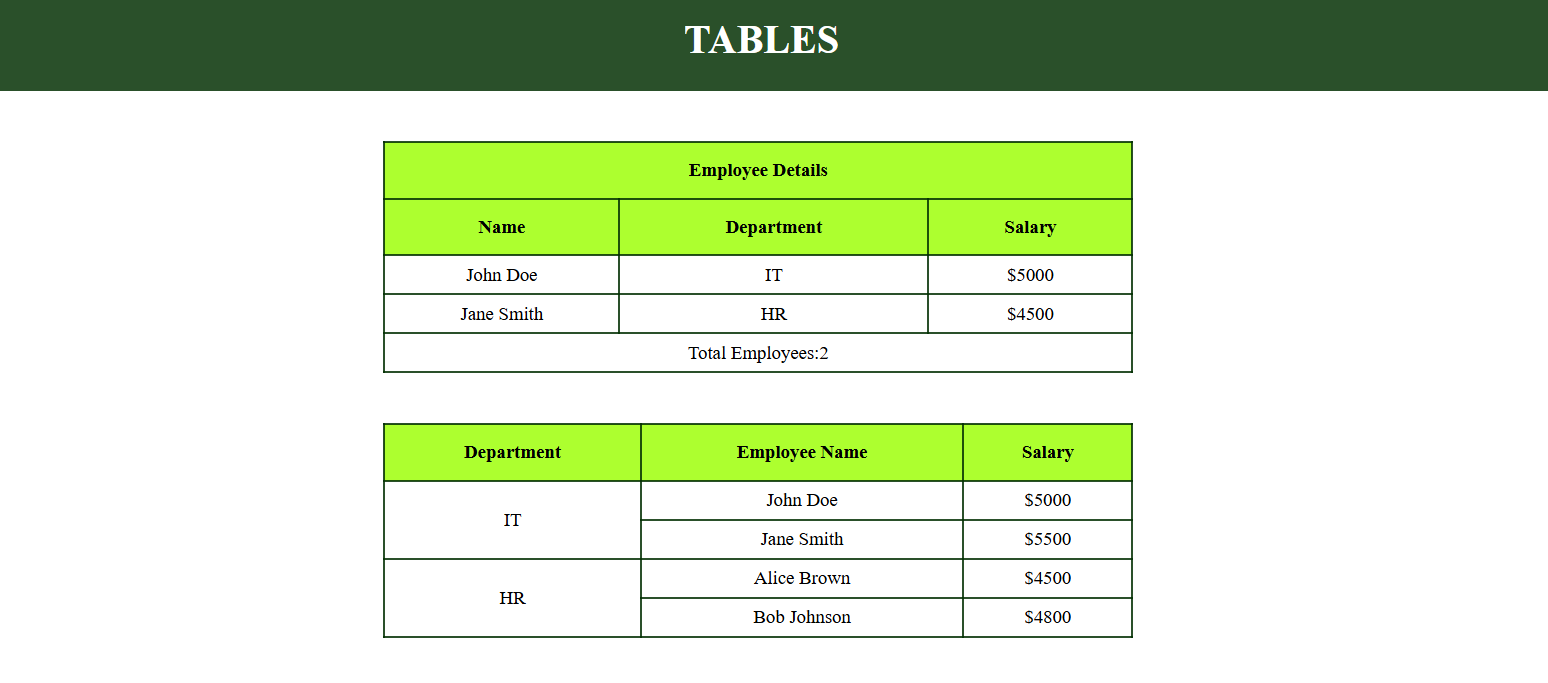 TABLES
Employee Details
Name Department Salary
John Doe IT $5000
Jane Smith HR $4500
Total Employees:2
Department Employee Name Salary
IT John Doe $5000
Jane Smith $5500
HR Alice Brown $4500
Bob Johnson $4800